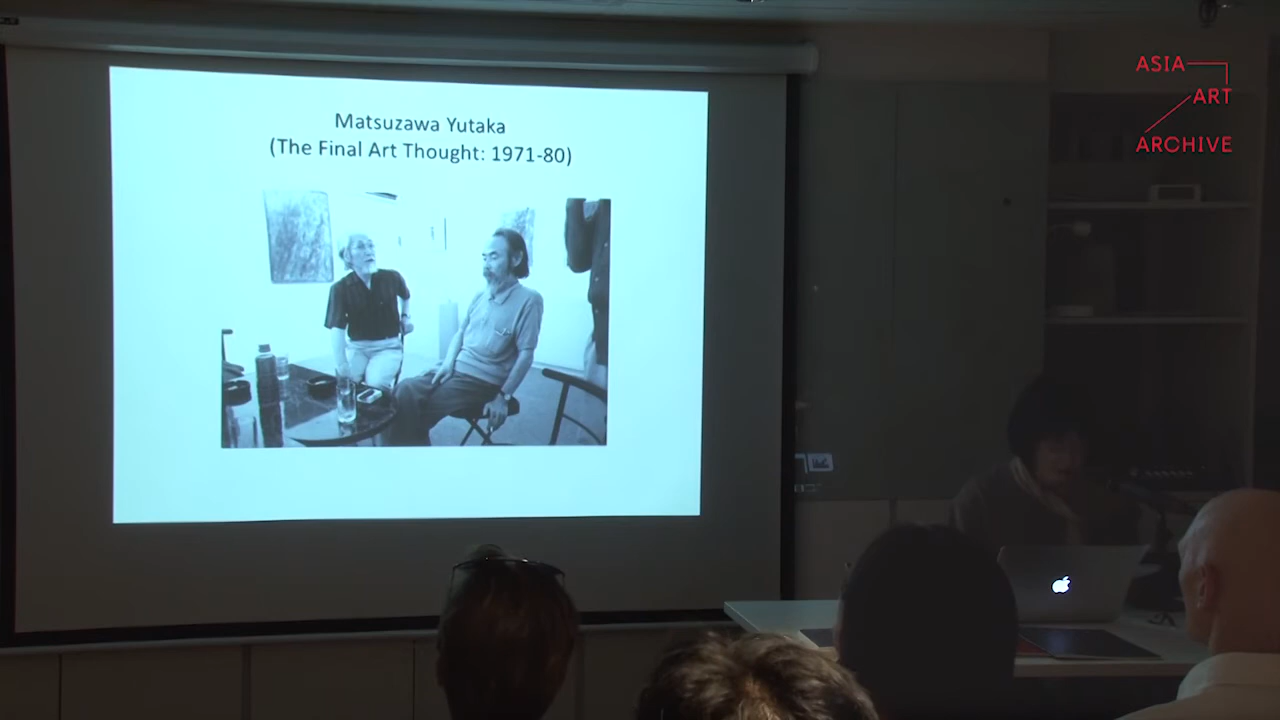 Matsuzawa Yutaka
(The Final Art Thought: 1971-80)
ASIA
ART
ARCHIVE